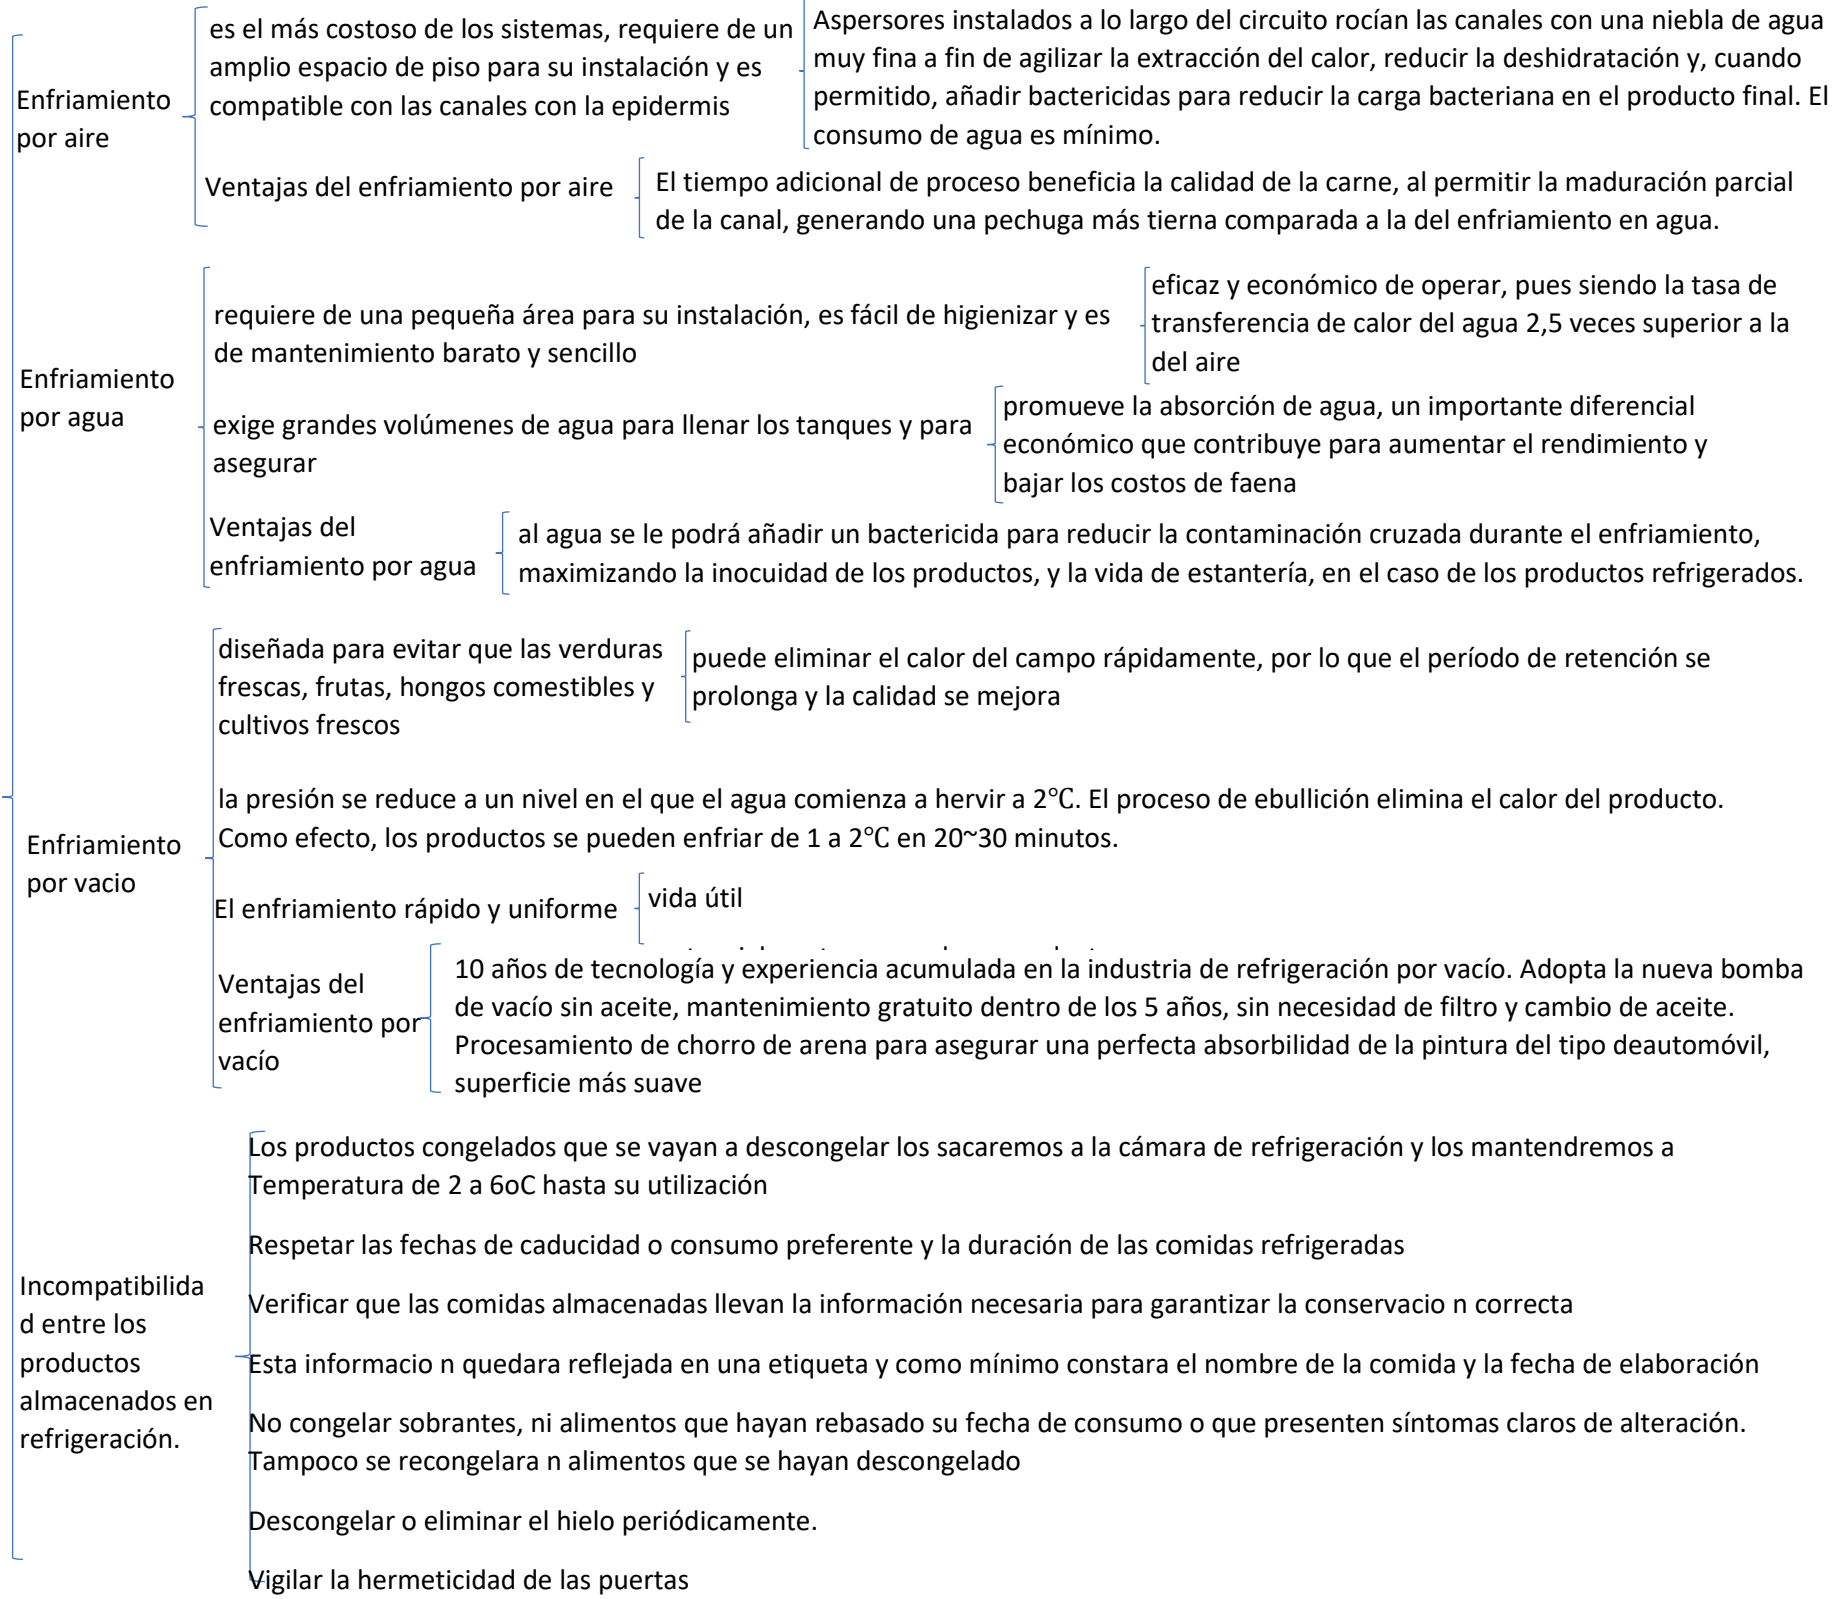 Enfriamiento
por aire
es el más costoso de los sistemas, requiere de un
amplio espacio de piso para su instalación y es
compatible con las canales con la epidermis
Aspersores instalados a lo largo del circuito rocían las canales con una niebla de agua
muy fina a fin de agilizar la extracción del calor, reducir la deshidratación y, cuando
permitido, añadir bactericidas para reducir la carga bacteriana en el producto final. El
consumo de agua es mínimo.
Ventajas del enfriamiento por aire
El tiempo adicional de proceso beneficia la calidad de la carne, al permitir la maduración parcial
de la canal, generando una pechuga más tierna comparada a la del enfriamiento en agua.
Enfriamiento
por agua
requiere de una pequeña área para su instalación, es fácil de higienizar y es
de mantenimiento barato y sencillo
eficaz y económico de operar, pues siendo la tasa de
transferencia de calor del agua 2,5 veces superior a la
del aire
exige grandes volúmenes de agua para llenar los tanques y para
asegurar
promueve la absorción de agua, un importante diferencial
económico que contribuye para aumentar el rendimiento y
bajar los costos de faena
Ventajas del
enfriamiento por agua
al agua se le podrá añadir un bactericida para reducir la contaminación cruzada durante el enfriamiento,
maximizando la inocuidad de los productos, y la vida de estantería, en el caso de los productos refrigerados.
Enfriamiento
por vacio
diseñada para evitar que las verduras
frescas, frutas, hongos comestibles y
cultivos frescos
puede eliminar el calor del campo rápidamente, por lo que el período de retención se
prolonga y la calidad se mejora
la presión se reduce a un nivel en el que el agua comienza a hervir a 2℃. El proceso de ebullición elimina el calor del producto.
Como efecto, los productos se pueden enfriar de 1 a 2℃ en 20~30 minutos.
El enfriamiento rápido y uniforme
vida útil
Ventajas del
enfriamiento por
vacío
10 años de tecnología y experiencia acumulada en la industria de refrigeración por vacío. Adopta la nueva bomba
de vacío sin aceite, mantenimiento gratuito dentro de los 5 años, sin necesidad de filtro y cambio de aceite.
Procesamiento de chorro de arena para asegurar una perfecta absorbilidad de la pintura del tipo deautomóvil,
superficie más suave
Incompatibilida
d entre los
productos
almacenados en
refrigeración.
Los productos congelados que se vayan a descongelar los sacaremos a la cámara de refrigeración y los mantendremos a
Temperatura de 2 a 6oC hasta su utilización
Respetar las fechas de caducidad o consumo preferente y la duración de las comidas refrigeradas
Verificar que las comidas almacenadas llevan la información necesaria para garantizar la conservacio n correcta
Esta informacio n quedara reflejada en una etiqueta y como mínimo constara el nombre de la comida y la fecha de elaboración
No congelar sobrantes, ni alimentos que hayan rebasado su fecha de consumo o que presenten síntomas claros de alteración.
Tampoco se recongelara n alimentos que se hayan descongelado
Descongelar o eliminar el hielo periódicamente.
Vigilar la hermeticidad de las puertas